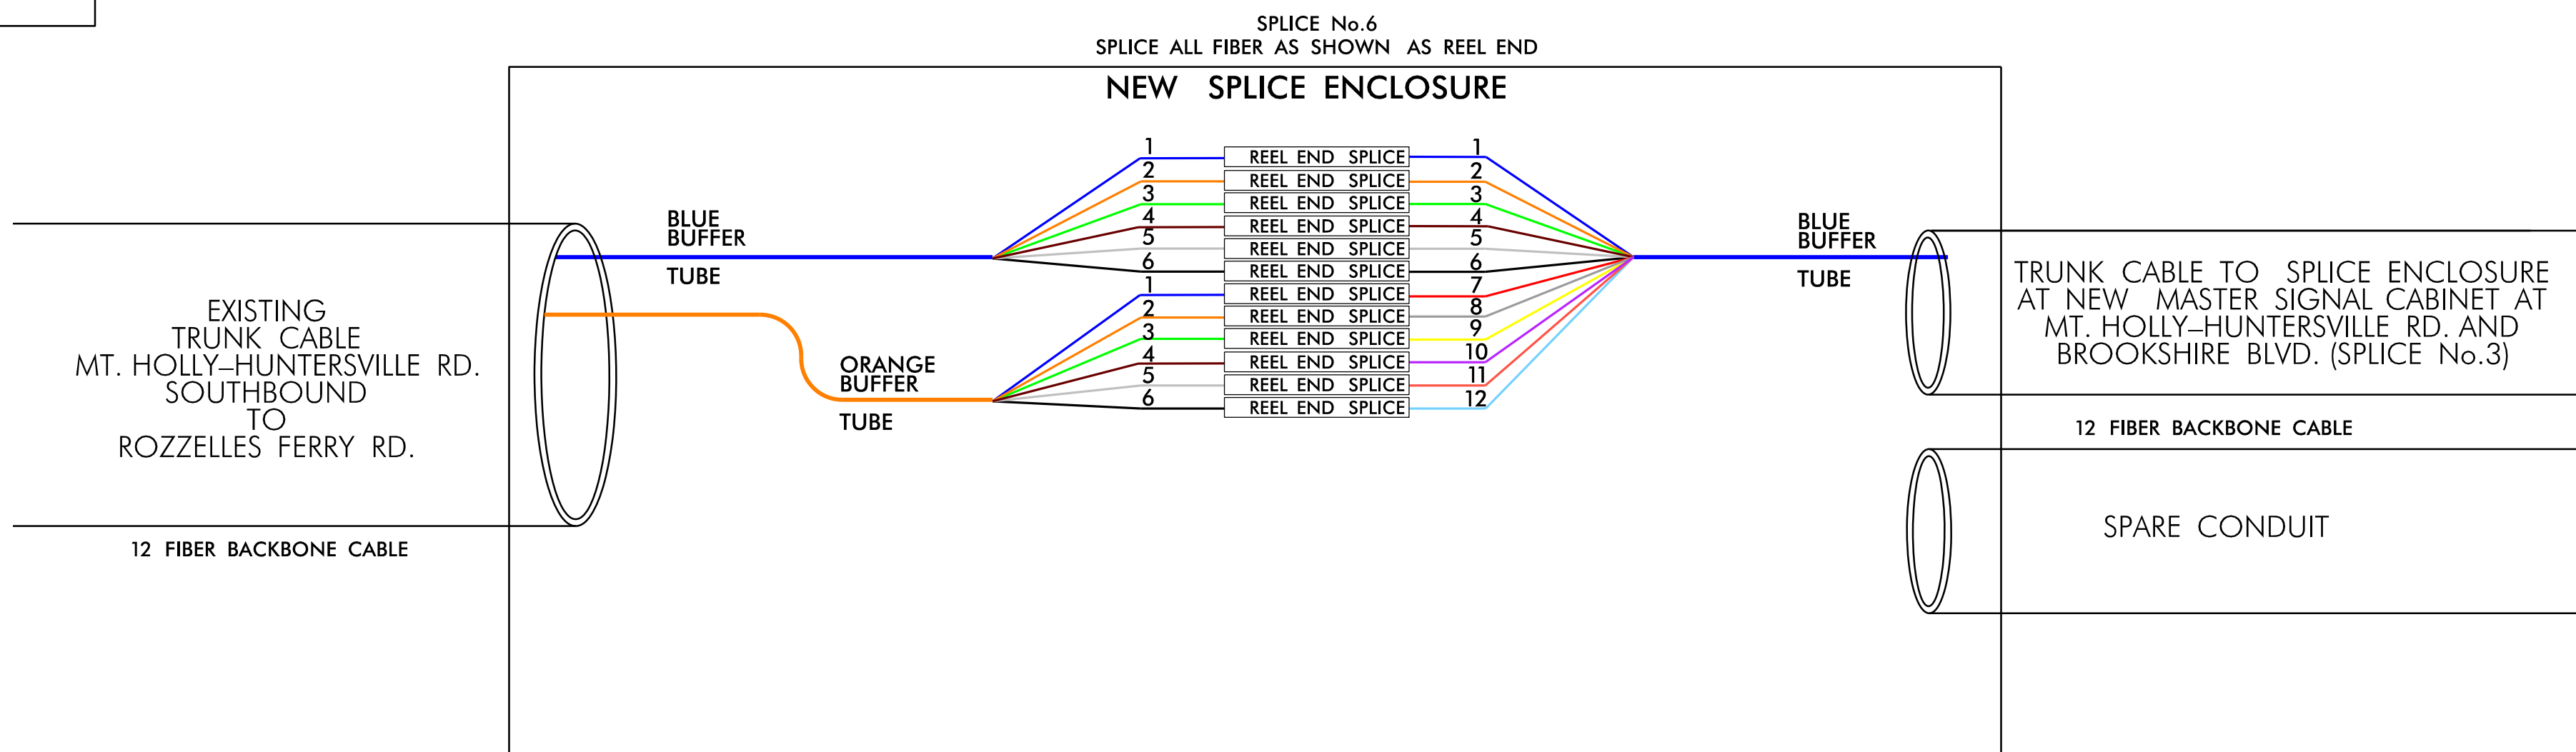 SPLICE No.6
SPLICE ALL FIBER AS SHOWN AS REEL END
NEW SPLICE ENCLOSURE
EXISTING
TRUNK CABLE
MT. HOLLY–HUNTERSVILLE RD.
SOUTHBOUND
TO
ROZZELLES FERRY RD.
12 FIBER BACKBONE CABLE
BLUE
BUFFER
TUBE
ORANGE
BUFFER
TUBE
1 REEL END SPLICE 1
2 REEL END SPLICE 2
3 REEL END SPLICE 3
4 REEL END SPLICE 4
5 REEL END SPLICE 5
6 REEL END SPLICE 6
1 REEL END SPLICE 7
2 REEL END SPLICE 8
3 REEL END SPLICE 9
4 REEL END SPLICE 10
5 REEL END SPLICE 11
6 REEL END SPLICE 12
BLUE
BUFFER
TUBE
TRUNK CABLE TO SPLICE ENCLOSURE
AT NEW MASTER SIGNAL CABINET AT
MT. HOLLY–HUNTERSVILLE RD. AND
BROOKSHIRE BLVD. (SPLICE No.3)
12 FIBER BACKBONE CABLE
SPARE CONDUIT